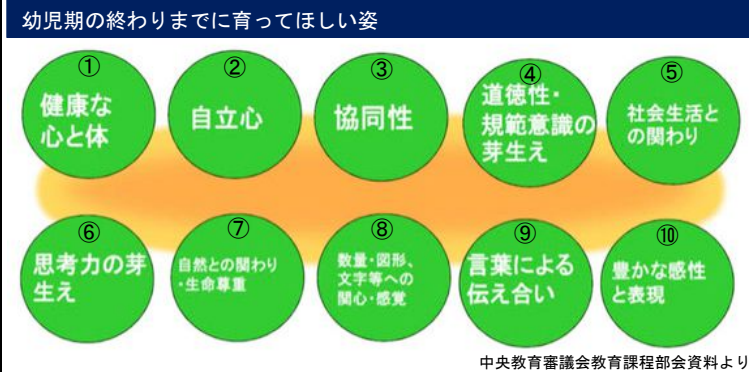 幼児期の終わりまでに育ってほしい姿
①
健康な
心と体
②
自立心
③
協同性
④
道徳性・
規範意識の
芽生え
⑤
社会生活と
の関わり
⑥
思考力の芽
生え
⑦
自然との関わり
・生命尊重
⑧
数量・図形、
文字等への
関心・感覚
⑨
言葉による
伝え合い
⑩
豊かな感性
と表現
中央教育審議会教育課程部会資料より